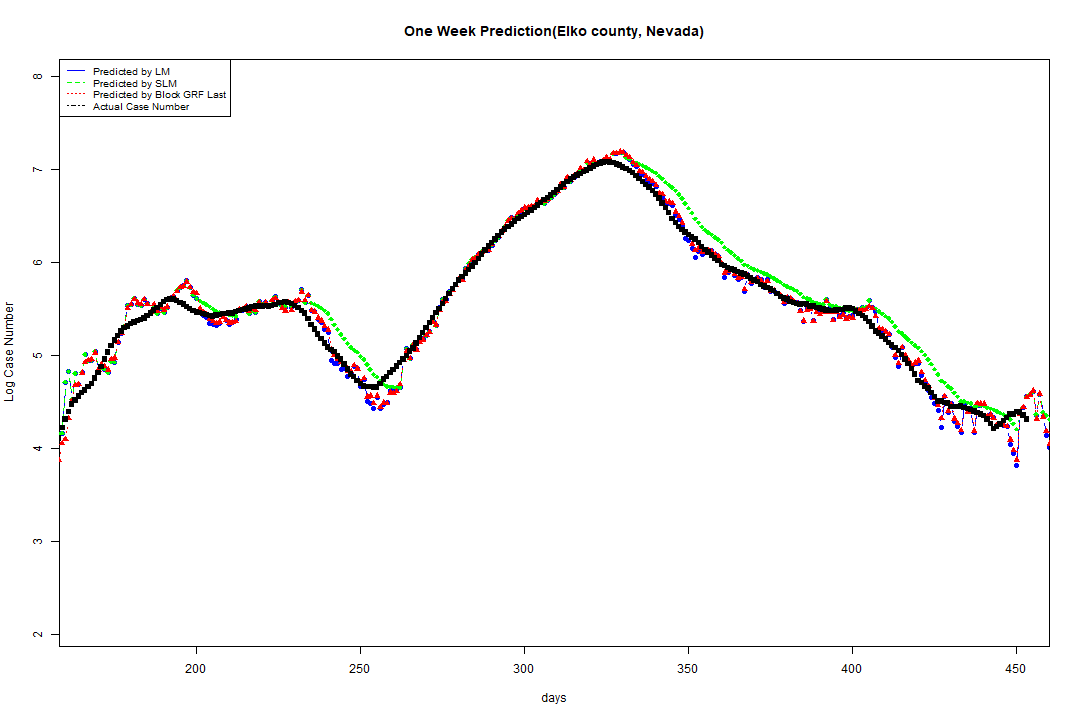 One Week Prediction(Elko county, Nevada)
Predicted by LM
Predicted by SLM
Predicted by Block GRF Last
Actual Case Number
8
7
6
5
4
3
2
Log Case Number
200 250 300 350 400 450
days